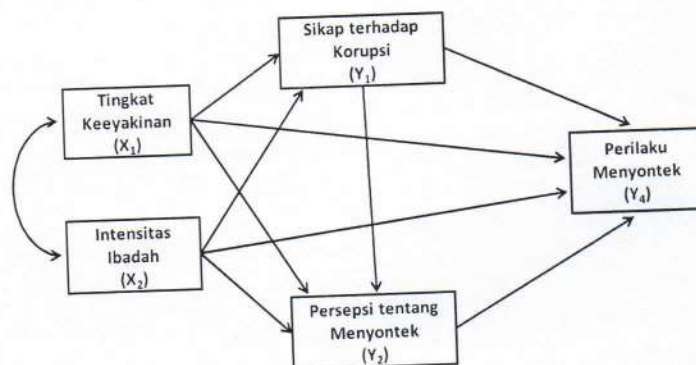 Sikap terhadap
Korupsi
(Y₁)
Tingkat
Keeyakinan
(X₁)
Perilaku
Menyontek
(Y₄)
Intensitas
Ibadah
(X₂)
Persepsi tentang
Menyontek
(Y₂)